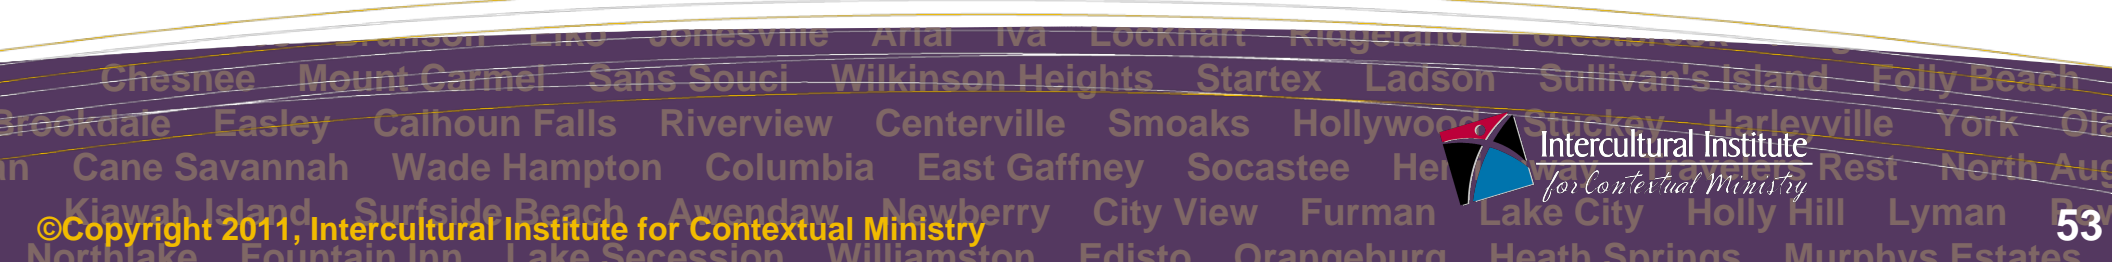 Branson Elko Jonesville Arial Iva Lockhart Ridgeland Forestbrook
Chesnee Mount Carmel Sans Souci Wilkinson Heights Startex Ladson Sullivan's Island Folly Beach
Brookdale Easley Calhoun Falls Riverview Centerville Smoaks Hollywood Stuckey Harleyville York
Cane Savannah Wade Hampton Columbia East Gaffney Socastee Travelers Rest North Aug
Intercultural Institute
for Contextual Ministry
Kiawah Island Surfside Beach Awendaw Newberry City View Furman Lake City Holly Hill Lyman
©Copyright 2011, Intercultural Institute for Contextual Ministry
53
Northlake Fountain Inn Lake Secession Williamston Edisto Orangeburg Heath Springs Murphys Estates